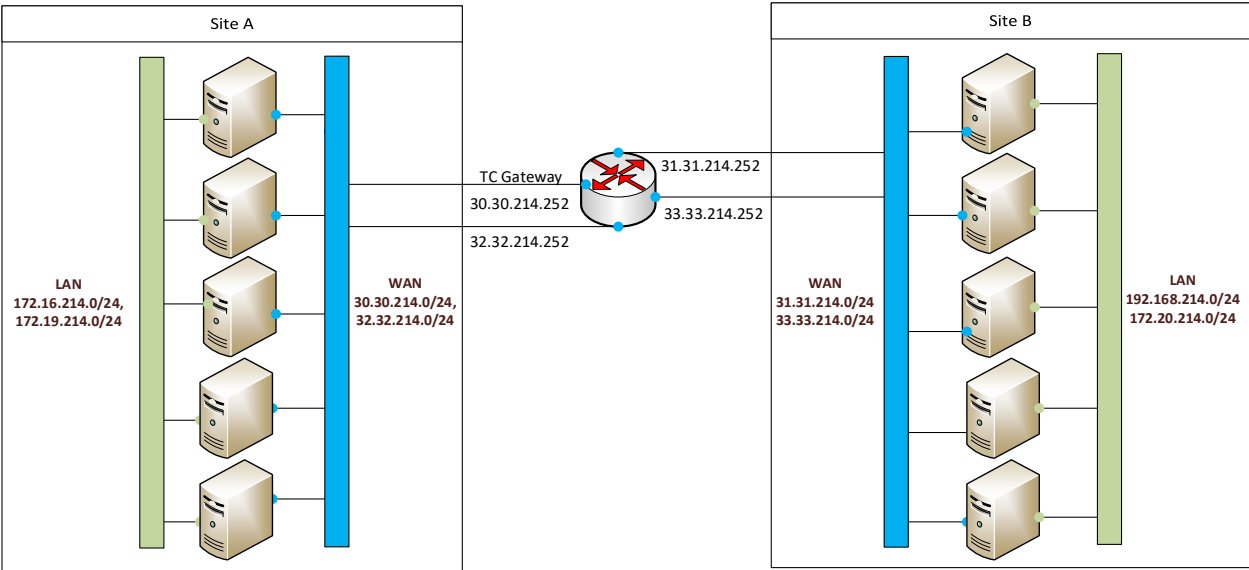 Site A
Site B
TC Gateway
30.30.214.252
32.32.214.252
31.31.214.252
33.33.214.252
LAN
172.16.214.0/24,
172.19.214.0/24
WAN
30.30.214.0/24,
32.32.214.0/24
WAN
31.31.214.0/24
33.33.214.0/24
LAN
192.168.214.0/24
172.20.214.0/24